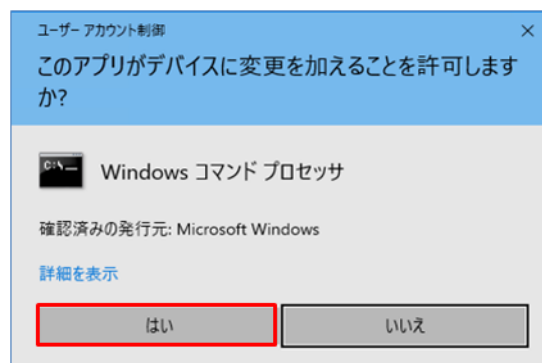 ユーザー アカウント制御
このアプリがデバイスに変更を加えることを許可します
か?
C:\_
Windows コマンド プロセッサ
確認済みの発行元: Microsoft Windows
詳細を表示
はい
いいえ